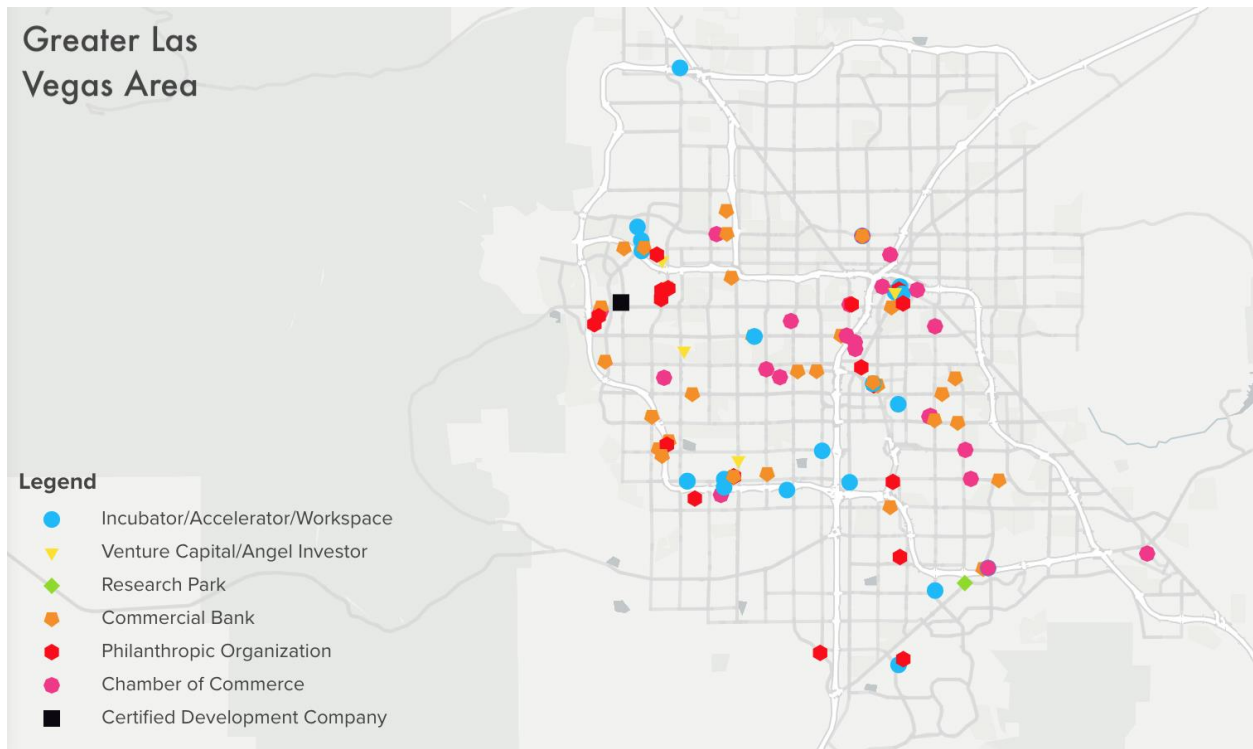 Greater Las
Vegas Area
Legend
Incubator/Accelerator/Workspace
Venture Capital/Angel Investor
Research Park
Commercial Bank
Philanthropic Organization
Chamber of Commerce
Certified Development Company